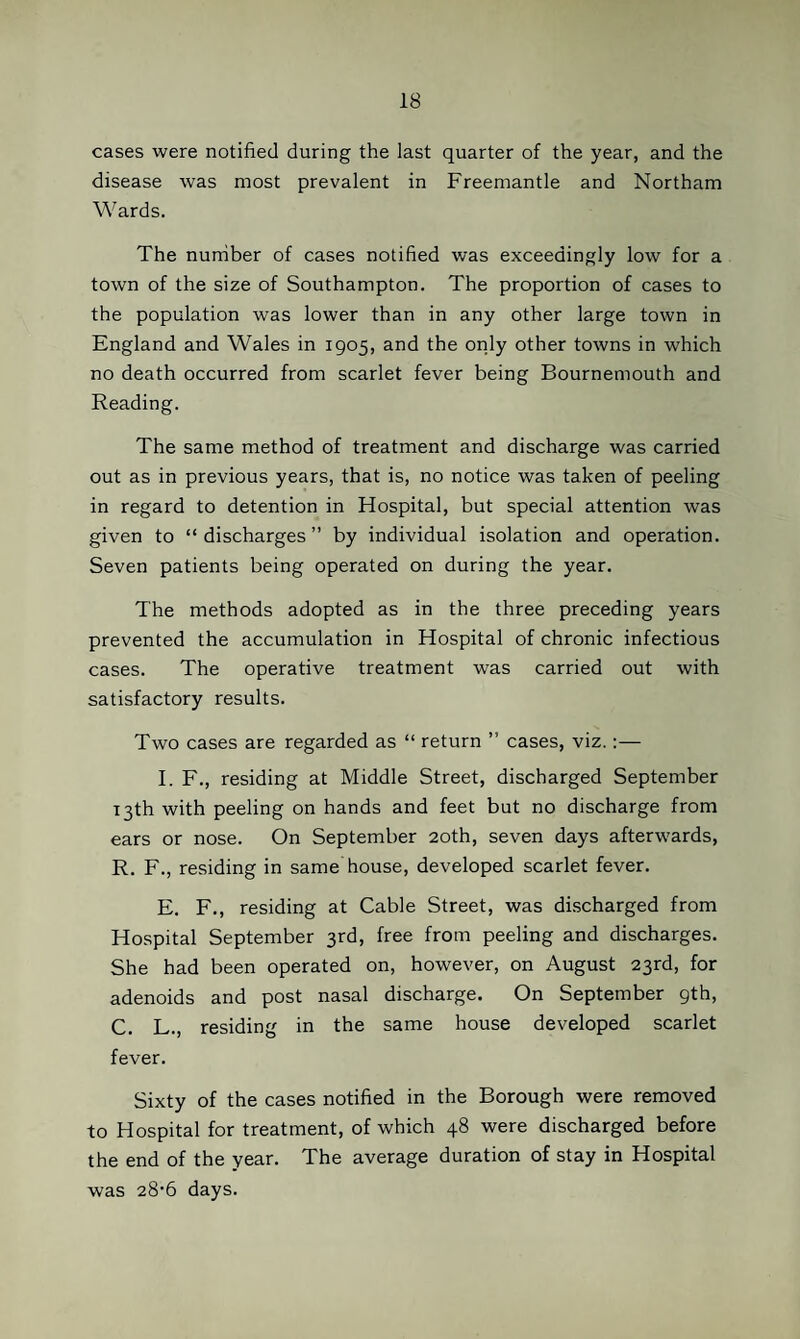 18
cases were notified during the last quarter of the year, and the
disease was most prevalent in Freemantle and Northam
Wards.
The number of cases notified was exceedingly low for a
town of the size of Southampton. The proportion of cases to
the population was lower than in any other large town in
England and Wales in 1905, and the only other towns in which
no death occurred from scarlet fever being Bournemouth and
Reading.
The same method of treatment and discharge was carried
out as in previous years, that is, no notice was taken of peeling
in regard to detention in Hospital, but special attention was
given to “ discharges ” by individual isolation and operation.
Seven patients being operated on during the year.
The methods adopted as in the three preceding years
prevented the accumulation in Hospital of chronic infectious
cases. The operative treatment was carried out with
satisfactory results.
Two cases are regarded as “ return ” cases, viz. :—
I. F., residing at Middle Street, discharged September
13th with peeling on hands and feet but no discharge from
ears or nose. On September 20th, seven days afterwards,
R. F., residing in same house, developed scarlet fever.
E. F., residing at Cable Street, was discharged from
Hospital September 3rd, free from peeling and discharges.
She had been operated on, however, on August 23rd, for
adenoids and post nasal discharge. On September 9th,
C. L., residing in the same house developed scarlet
fever.
Sixty of the cases notified in the Borough were removed
to Hospital for treatment, of which 48 were discharged before
the end of the year. The average duration of stay in Hospital
was 28·6 days.